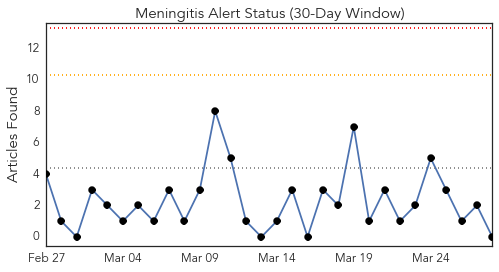 Meningitis Alert Status (30-Day Window)
Articles Found
12
10
8
6
4
2
0
Feb 27 Mar 04 Mar 09 Mar 14 Mar 19 Mar 24